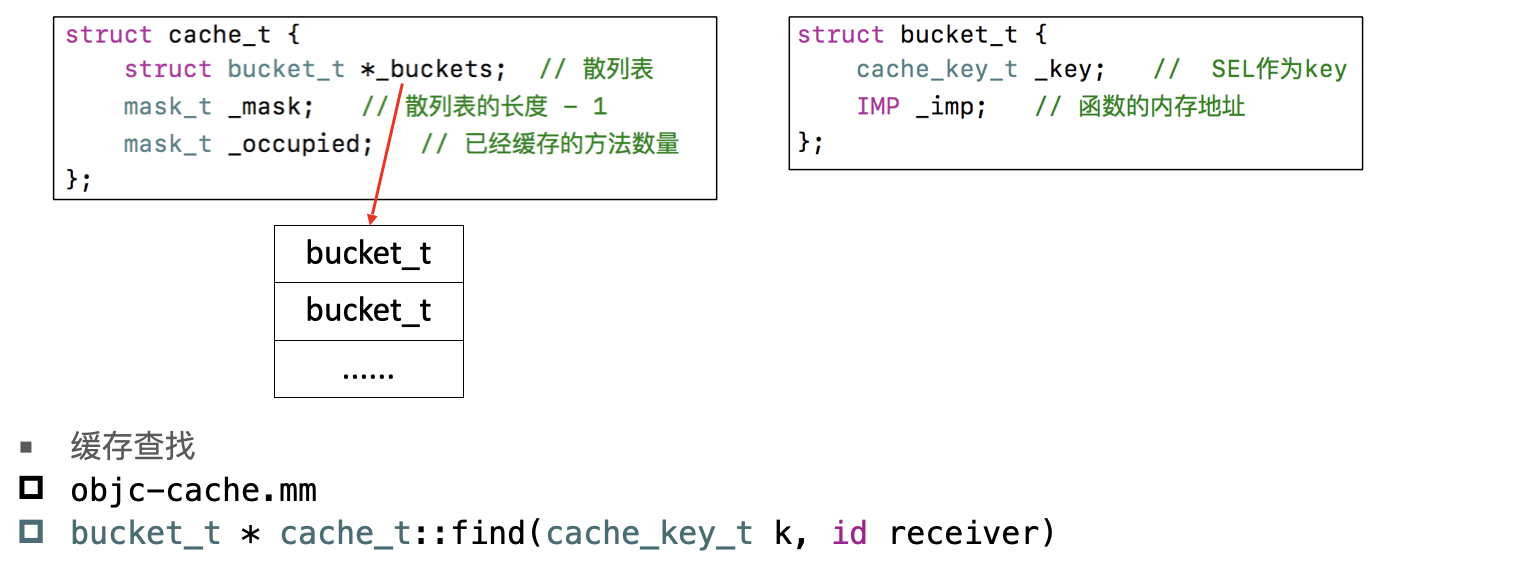 struct cache_t {
struct bucket_t *_buckets;  // 散列表
mask_t _mask;   // 散列表的长度 - 1
mask_t _occupied;   // 已经缓存的方法数量
};
struct bucket_t {
cache_key_t _key;   //  SEL作为key
IMP _imp;   // 函数的内存地址
};
bucket_t
bucket_t
......
▪ 缓存查找
objc-cache.mm
bucket_t * cache_t::find(cache_key_t k, id receiver)